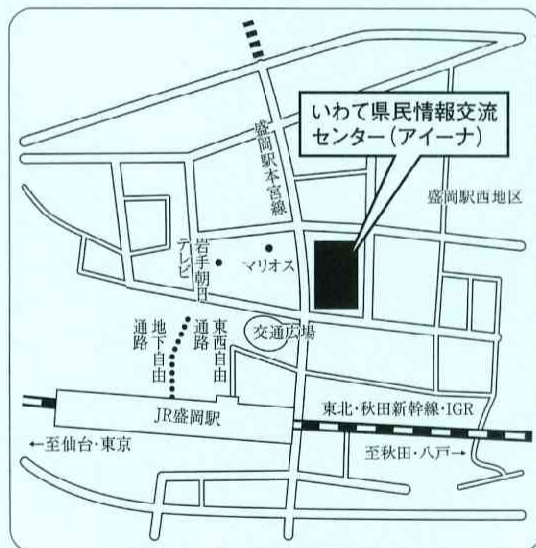 いわて県民情報交流
センター(アイーナ)
盛岡駅本宮線
盛岡駅西地区
岩手朝日
テレビ
マリオス
交通広場
東西自由
通路
地下自由
通路
JR盛岡駅
東北・秋田新幹線・IGR
←至仙台・東京
至秋田・八戸→